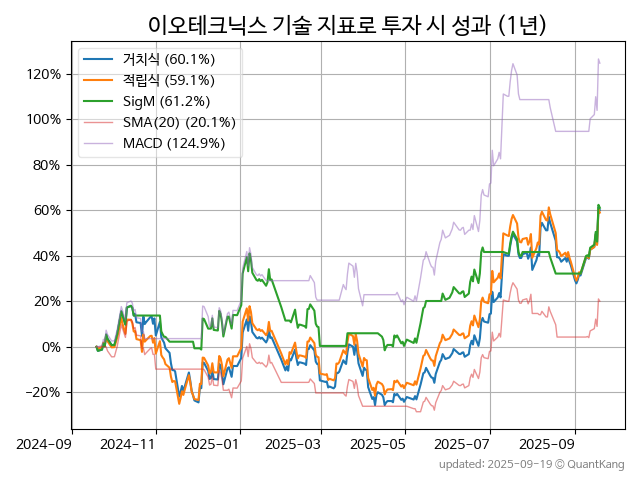 이오테크닉스 기술 지표로 투자 시 성과 (1년)
거치식 (60.1%)
적립식 (59.1%)
SigM (61.2%)
SMA(20) (20.1%)
MACD (124.9%)
120%
100%
80%
60%
40%
20%
0%
−20%
2024-09 2024-11 2025-01 2025-03 2025-05 2025-07 2025-09
updated: 2025-09-19 © QuantKang